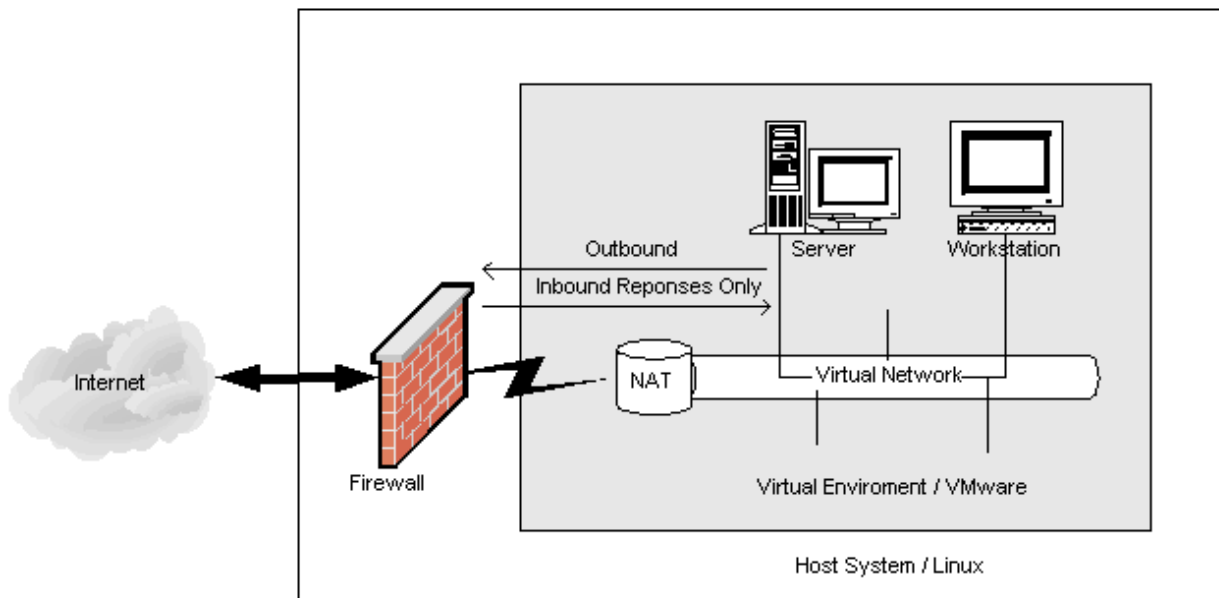 Server
Workstation
Outbound
Inbound Reponses Only
Internet
NAT
Virtual Network
Firewall
Virtual Enviroment / VMware
Host System / Linux